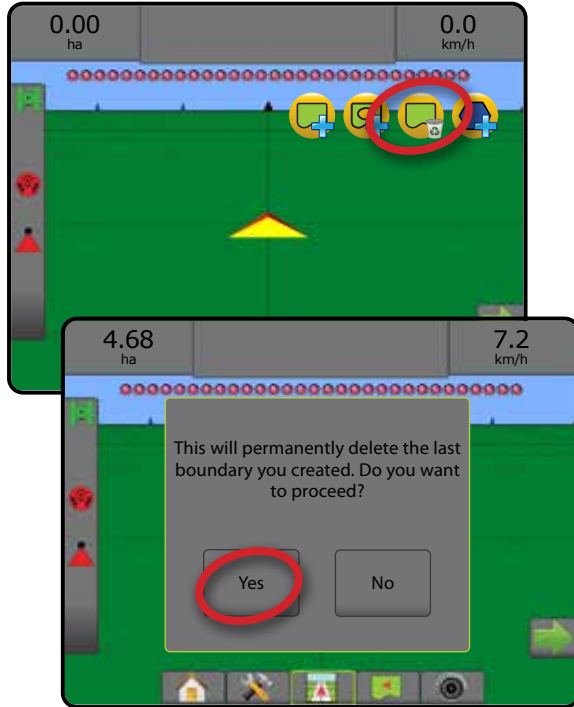 0.00
ha
0.0
km/h
4.68
ha
7.2
km/h
This will permanently delete the last
boundary you created. Do you want
to proceed?
Yes
No